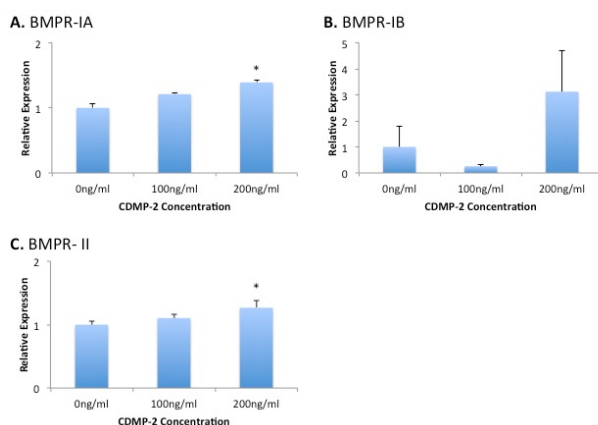 A. BMPR-IA
2
1
0
Relative Expression
*
0ng/ml 100ng/ml 200ng/ml
CDMP-2 Concentration
B. BMPR-IB
5
4
3
2
1
0
Relative Expression
0ng/ml 100ng/ml 200ng/ml
CDMP-2 Concentration
C. BMPR- II
2
1
0
Relative Expression
*
0ng/ml 100ng/ml 200ng/ml
CDMP-2 Concentration